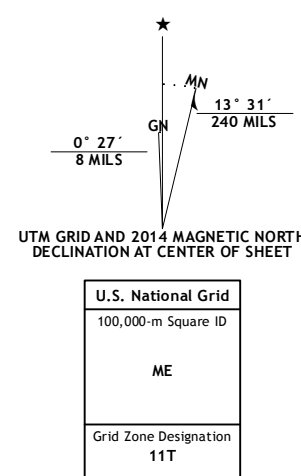 ★
MN
GN
13° 31´
240 MILS
0° 27´
8 MILS
UTM GRID AND 2014 MAGNETIC NORTH
DECLINATION AT CENTER OF SHEET
U.S. National Grid
100,000-m Square ID
ME
Grid Zone Designation
11T